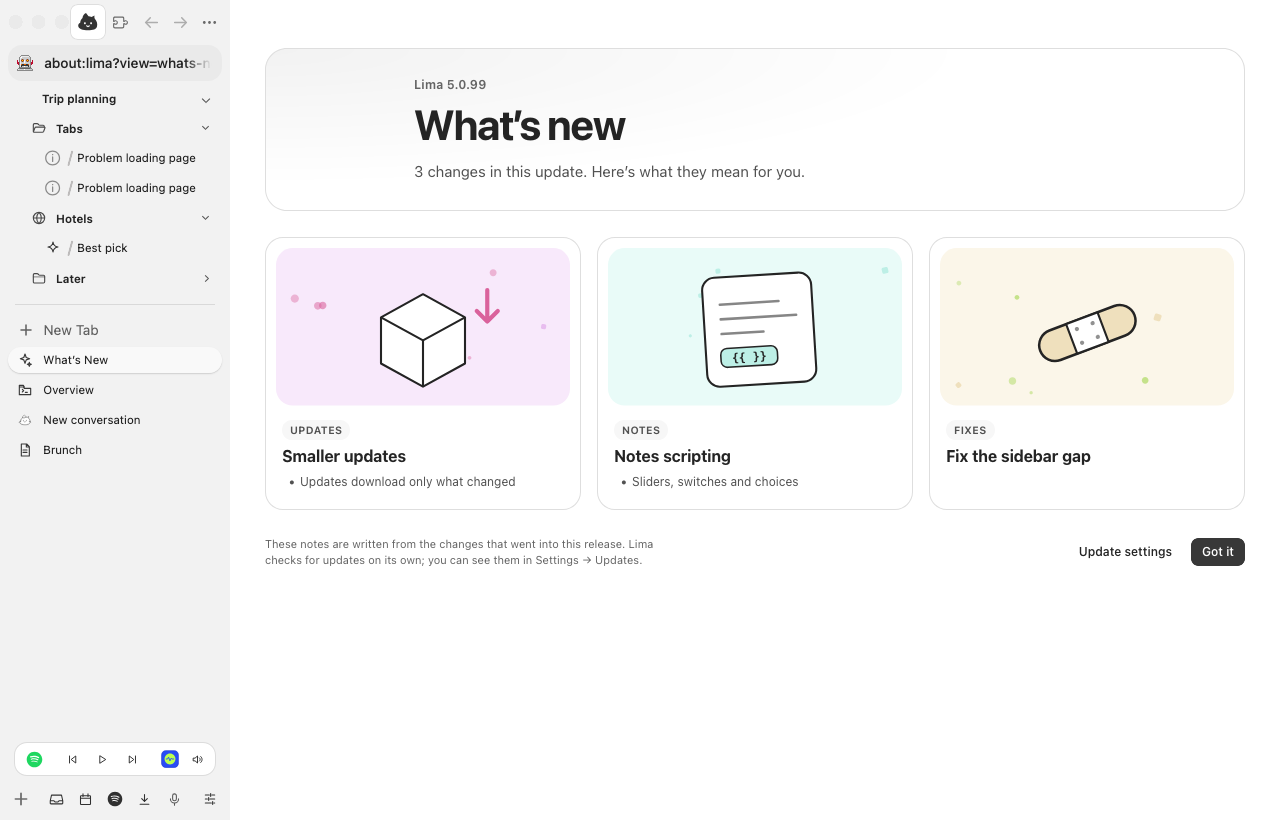 about:lima?view=whats-n
Trip planning
Tabs
/ Problem loading page
/ Problem loading page
Hotels
/ Best pick
Later
New Tab
What's New
Overview
New conversation
Brunch
Lima 5.0.99
What’s new
3 changes in this update. Here’s what they mean for you.
{{ }}
UPDATES
Smaller updates
• Updates download only what changed
NOTES
Notes scripting
• Sliders, switches and choices
FIXES
Fix the sidebar gap
These notes are written from the changes that went into this release. Lima
checks for updates on its own; you can see them in Settings → Updates.
Update settings
Got it